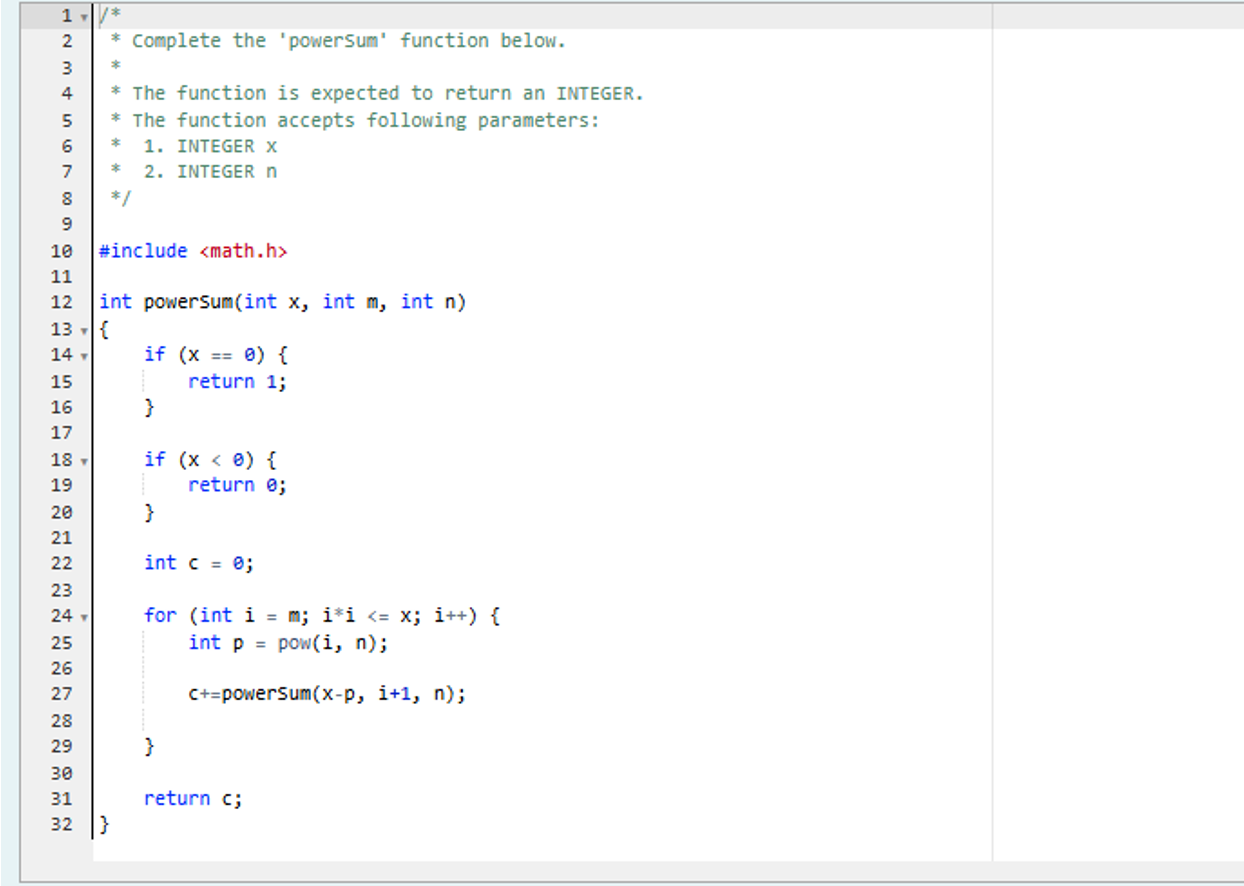 1 /*
2 * Complete the 'powerSum' function below.
3 *
4 * The function is expected to return an INTEGER.
5 * The function accepts following parameters:
6 *  1. INTEGER x
7 *  2. INTEGER n
8 */
9
10 #include <math.h>
11
12 int powerSum(int x, int m, int n)
13 {
14     if (x == 0) {
15         return 1;
16     }
17
18     if (x < 0) {
19         return 0;
20     }
21
22     int c = 0;
23
24     for (int i = m; i*i <= x; i++) {
25         int p = pow(i, n);
26
27         c+=powerSum(x-p, i+1, n);
28
29     }
30
31     return c;
32 }